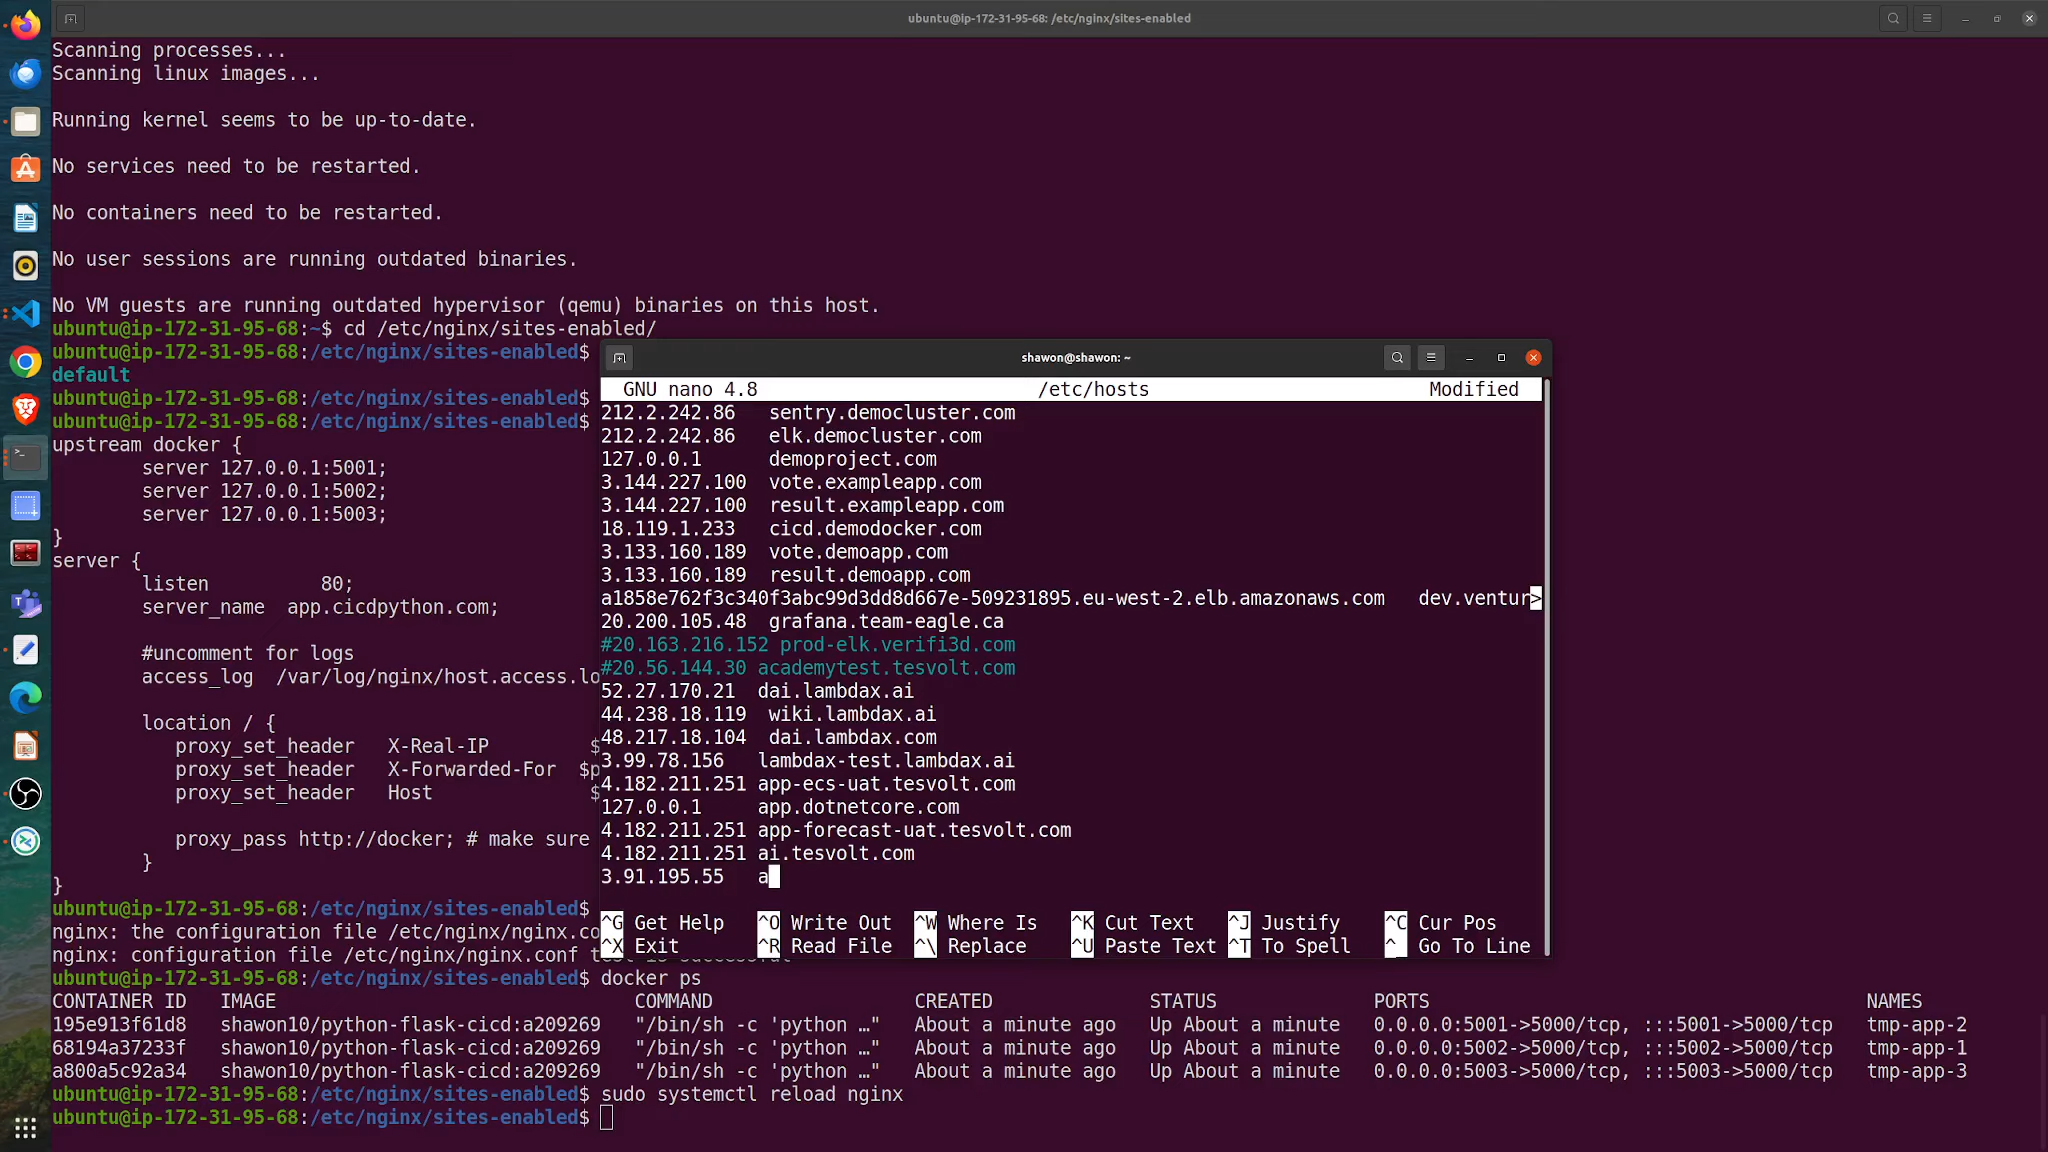 ubuntu@ip-172-31-95-68: /etc/nginx/sites-enabled
Scanning processes...
Scanning linux images...
Running kernel seems to be up-to-date.
No services need to be restarted.
No containers need to be restarted.
No user sessions are running outdated binaries.
No VM guests are running outdated hypervisor (qemu) binaries on this host.
ubuntu@ip-172-31-95-68:~$ cd /etc/nginx/sites-enabled/
ubuntu@ip-172-31-95-68:/etc/nginx/sites-enabled$
default
ubuntu@ip-172-31-95-68:/etc/nginx/sites-enabled$
ubuntu@ip-172-31-95-68:/etc/nginx/sites-enabled$
upstream docker {
server 127.0.0.1:5001;
server 127.0.0.1:5002;
server 127.0.0.1:5003;
}
server {
listen 80;
server_name app.cicdpython.com;
#uncomment for logs
access_log /var/log/nginx/host.access.lo
location / {
proxy_set_header X-Real-IP $
proxy_set_header X-Forwarded-For $p
proxy_set_header Host $
proxy_pass http://docker; # make sure
}
}
ubuntu@ip-172-31-95-68:/etc/nginx/sites-enabled$
nginx: the configuration file /etc/nginx/nginx.co
nginx: configuration file /etc/nginx/nginx.conf test is successful
ubuntu@ip-172-31-95-68:/etc/nginx/sites-enabled$ docker ps
CONTAINER ID IMAGE COMMAND CREATED STATUS PORTS NAMES
195e913f61d8 shawon10/python-flask-cicd:a209269 "/bin/sh -c 'python …" About a minute ago Up About a minute 0.0.0.0:5001->5000/tcp, :::5001->5000/tcp tmp-app-2
68194a37233f shawon10/python-flask-cicd:a209269 "/bin/sh -c 'python …" About a minute ago Up About a minute 0.0.0.0:5002->5000/tcp, :::5002->5000/tcp tmp-app-1
a800a5c92a34 shawon10/python-flask-cicd:a209269 "/bin/sh -c 'python …" About a minute ago Up About a minute 0.0.0.0:5003->5000/tcp, :::5003->5000/tcp tmp-app-3
ubuntu@ip-172-31-95-68:/etc/nginx/sites-enabled$ sudo systemctl reload nginx
ubuntu@ip-172-31-95-68:/etc/nginx/sites-enabled$
shawon@shawon: ~
GNU nano 4.8 /etc/hosts Modified
212.2.242.86 sentry.democluster.com
212.2.242.86 elk.democluster.com
127.0.0.1 demoproject.com
3.144.227.100 vote.exampleapp.com
3.144.227.100 result.exampleapp.com
18.119.1.233 cicd.demodocker.com
3.133.160.189 vote.demoapp.com
3.133.160.189 result.demoapp.com
a1858e762f3c340f3abc99d3dd8d667e-509231895.eu-west-2.elb.amazonaws.com dev.ventur>
20.200.105.48 grafana.team-eagle.ca
#20.163.216.152 prod-elk.verifi3d.com
#20.56.144.30 academytest.tesvolt.com
52.27.170.21 dai.lambdax.ai
44.238.18.119 wiki.lambdax.ai
48.217.18.104 dai.lambdax.com
3.99.78.156 lambdax-test.lambdax.ai
4.182.211.251 app-ecs-uat.tesvolt.com
127.0.0.1 app.dotnetcore.com
4.182.211.251 app-forecast-uat.tesvolt.com
4.182.211.251 ai.tesvolt.com
3.91.195.55 a
^G Get Help ^O Write Out ^W Where Is ^K Cut Text ^J Justify ^C Cur Pos
^X Exit ^R Read File ^\ Replace ^U Paste Text ^T To Spell ^_ Go To Line